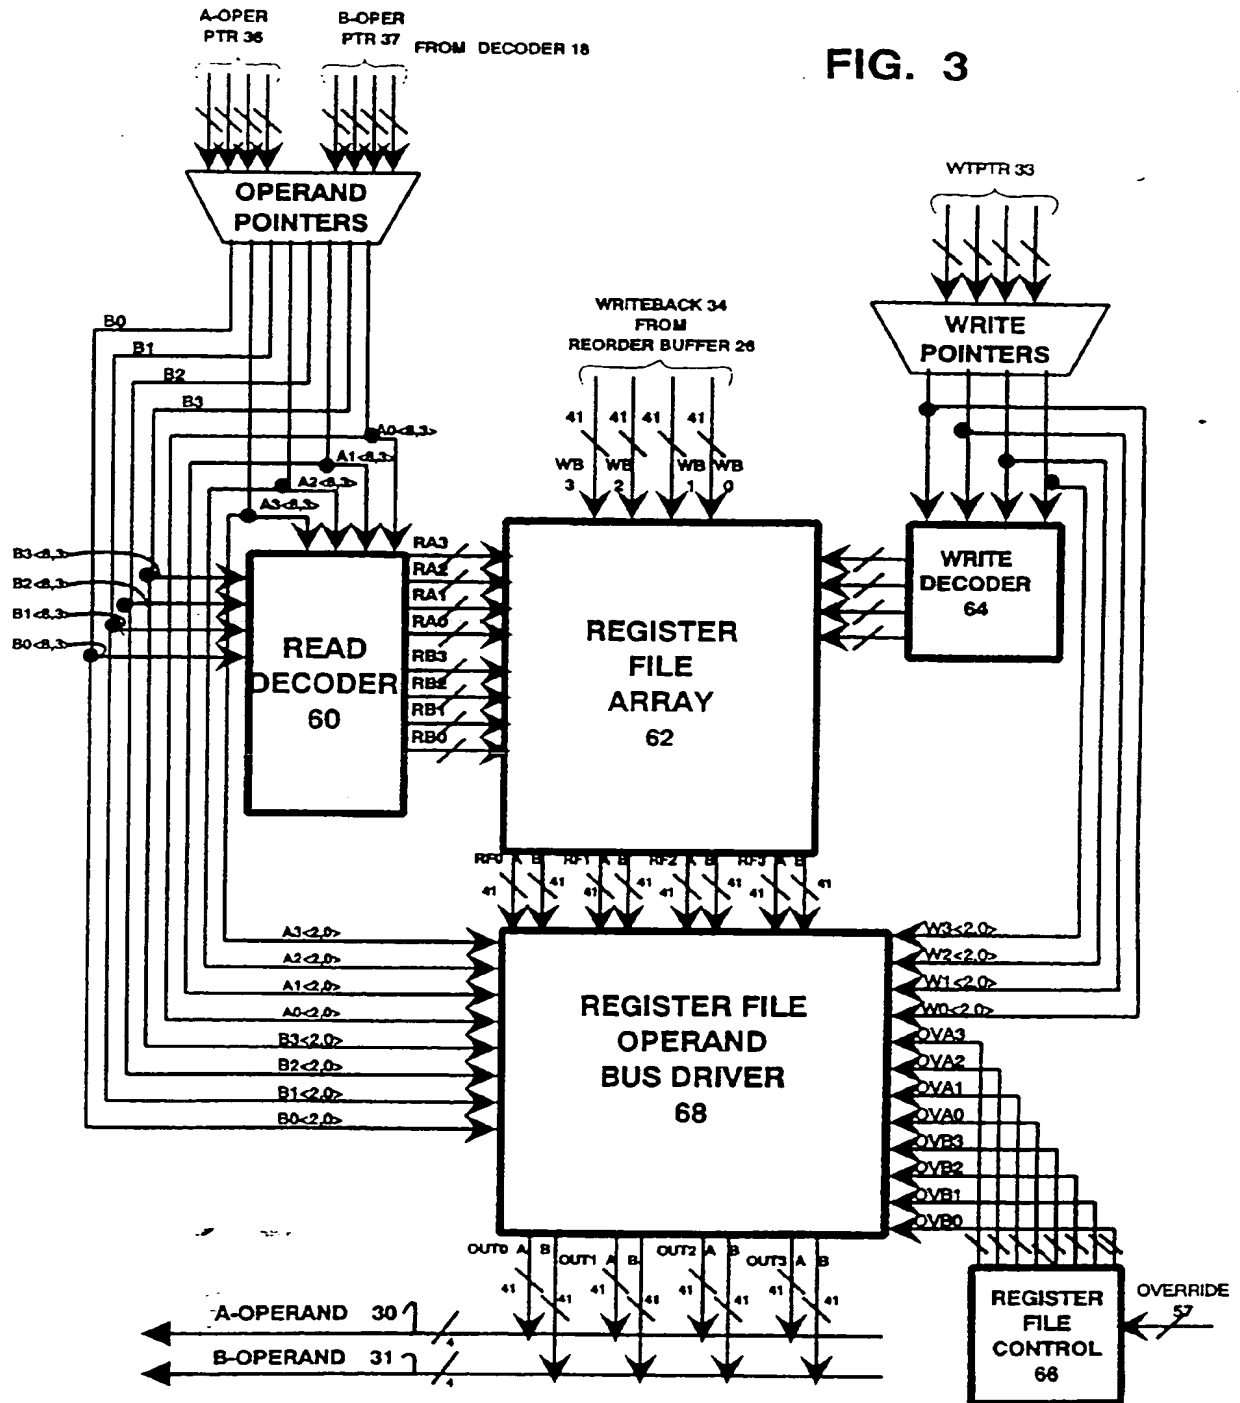 FIG. 3
A-OPER
PTR 36
B-OPER
PTR 37
FROM DECODER 18
OPERAND
POINTERS
WTPTR 33
WRITE
POINTERS
WRITEBACK 34
FROM
REORDER BUFFER 26
B0
B1
B2
B3
41 41 41 41
WB WB WB WB
3 2 1 0
A0<8,3>
A1<8,3>
A2<8,3>
A3<8,3>
B3<8,3>
B2<8,3>
B1<8,3>
B0<8,3>
READ
DECODER
60
RA3
RA2
RA1
RA0
RB3
RB2
RB1
RB0
REGISTER
FILE
ARRAY
62
WRITE
DECODER
64
RF0 A B RF1 A B RF2 A B RF3 A B
41 41 41 41 41 41 41 41
A3<2,0>
A2<2,0>
A1<2,0>
A0<2,0>
B3<2,0>
B2<2,0>
B1<2,0>
B0<2,0>
REGISTER FILE
OPERAND
BUS DRIVER
68
W3<2,0>
W2<2,0>
W1<2,0>
W0<2,0>
OVA3
OVA2
OVA1
OVA0
OVB3
OVB2
OVB1
OVB0
OUT0 A B OUT1 A B OUT2 A B OUT3 A B
41 41 41 41 41 41 41 41
A-OPERAND 30
4
B-OPERAND 31
4
REGISTER
FILE
CONTROL
66
OVERRIDE
57